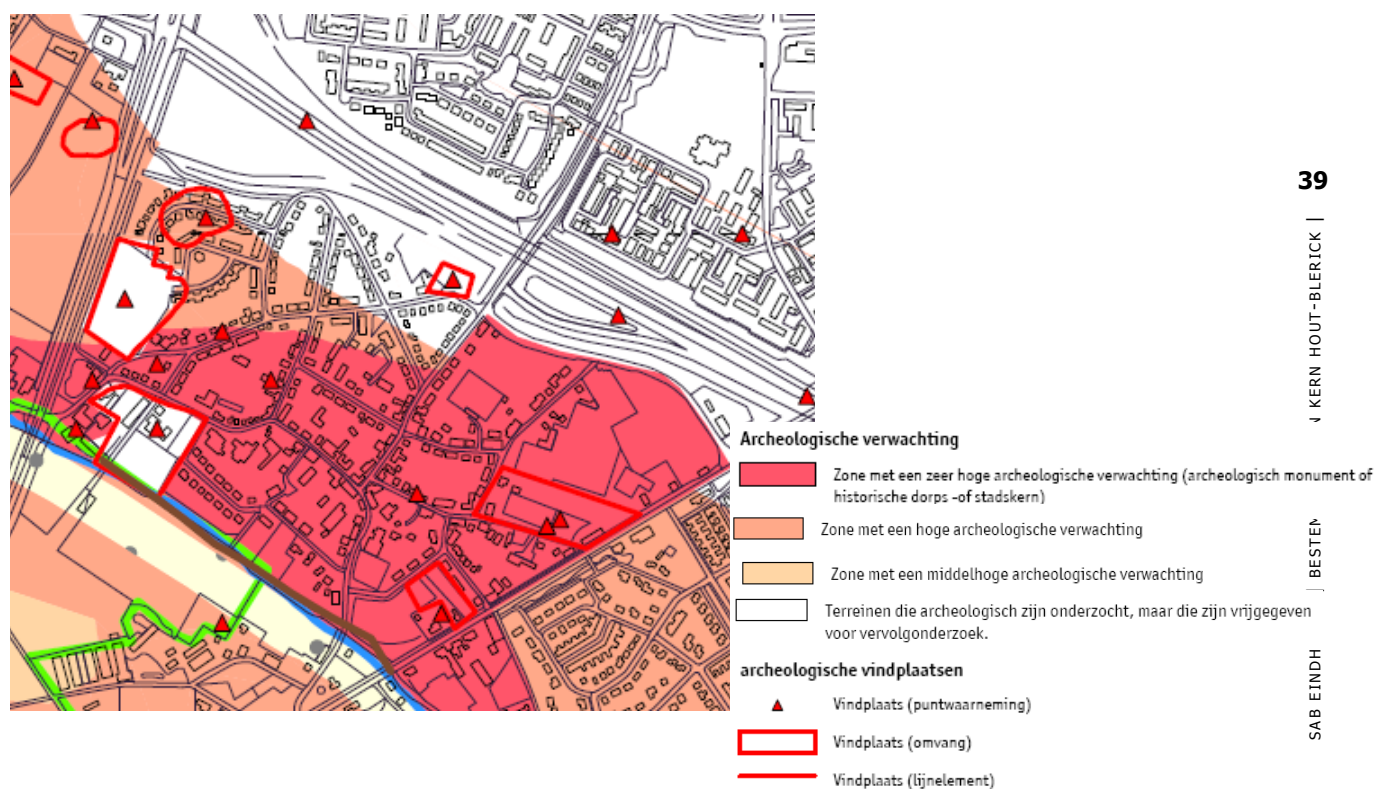 39
KERN HOUT-BLERICK |
| BESTEN
SAB EINDH
Archeologische verwachting
Zone met een zeer hoge archeologische verwachting (archeologisch monument of
historische dorps -of stadskern)
Zone met een hoge archeologische verwachting
Zone met een middelhoge archeologische verwachting
Terreinen die archeologisch zijn onderzocht, maar die zijn vrijgegeven
voor vervolgonderzoek.
archeologische vindplaatsen
Vindplaats (puntwaarneming)
Vindplaats (omvang)
Vindplaats (lijnelement)